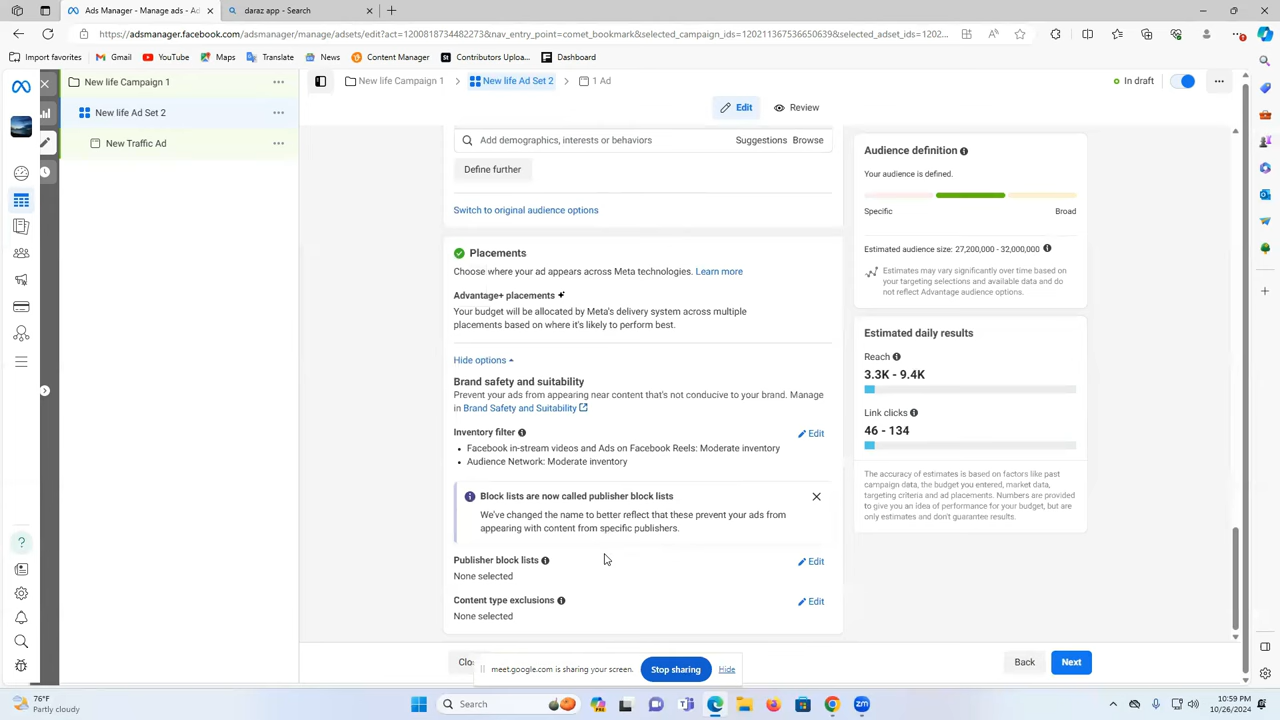 Ads Manager - Manage ads - Ad
daraz app - Search
https://adsmanager.facebook.com/adsmanager/manage/adsets/edit?act=1200818734482273&nav_entry_point=comet_bookmark&selected_campaign_ids=120211367536650639&selected_adset_ids=1202...
Import favorites
Gmail
YouTube
Maps
Translate
News
Content Manager
Contributors Outlo...
Dashboard
New life Campaign 1
New life Ad Set 2
New Traffic Ad
New life Campaign 1
New life Ad Set 2
1 Ad
In draft
Edit
Review
Add demographics, interests or behaviors
Suggestions
Browse
Define further
Switch to original audience options
Placements
Choose where your ad appears across Meta technologies. Learn more
Advantage+ placements
Your budget will be allocated by Meta's delivery system across multiple
placements based on where it's likely to perform best.
Hide options
Brand safety and suitability
Prevent your ads from appearing near content that's not conducive to your brand. Manage
in Brand Safety and Suitability
Inventory filter
Edit
Facebook in-stream videos and Ads on Facebook Reels: Moderate inventory
Audience Network: Moderate inventory
Block lists are now called publisher block lists
We've changed the name to better reflect that these prevent your ads from
appearing with content from specific publishers.
Publisher block lists
Edit
None selected
Content type exclusions
Edit
None selected
Audience definition
Your audience is defined.
Specific
Broad
Estimated audience size: 27,200,000 - 32,000,000
Estimates may vary significantly over time based on
your targeting selections and available data and do
not reflect Advantage audience options.
Estimated daily results
Reach
3.3K - 9.4K
Link clicks
46 - 134
The accuracy of estimates is based on factors like past
campaign data, the budget you entered, market data,
targeting criteria and ad placements. Numbers are provided
to give you an idea of performance for your budget, but are
only estimates and don't guarantee results.
Clo
meet.google.com is sharing your screen.
Stop sharing
Hide
Back
Next
76°F
Partly cloudy
Search
10:59 PM
10/26/2024